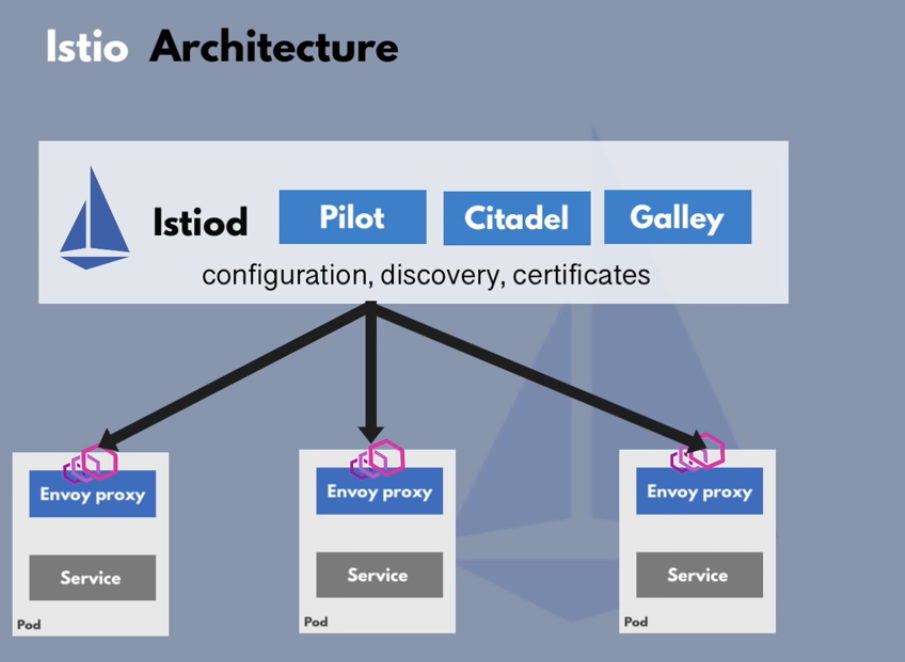 Istio Architecture
Istiod Pilot Citadel Galley
configuration, discovery, certificates
Envoy proxy
Service
Pod
Envoy proxy
Service
Pod
Envoy proxy
Service
Pod